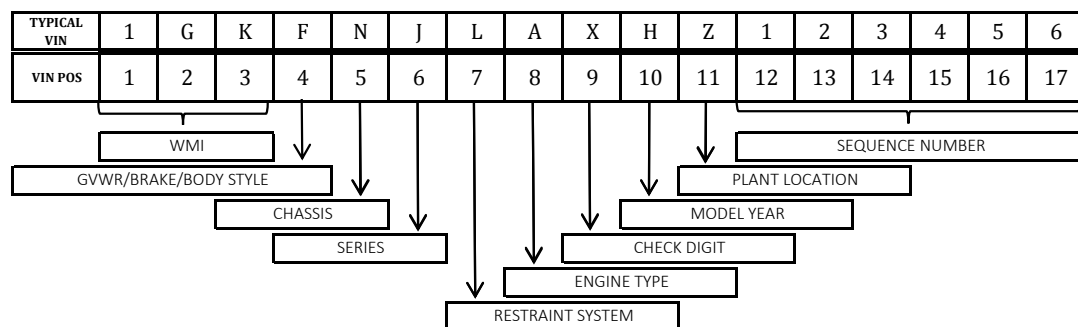 TYPICAL VIN 1 G K F N J L A X H Z 1 2 3 4 5 6
VIN POS 1 2 3 4 5 6 7 8 9 10 11 12 13 14 15 16 17
WMI SEQUENCE NUMBER
GVWR/BRAKE/BODY STYLE PLANT LOCATION
CHASSIS MODEL YEAR
SERIES CHECK DIGIT
ENGINE TYPE
RESTRAINT SYSTEM